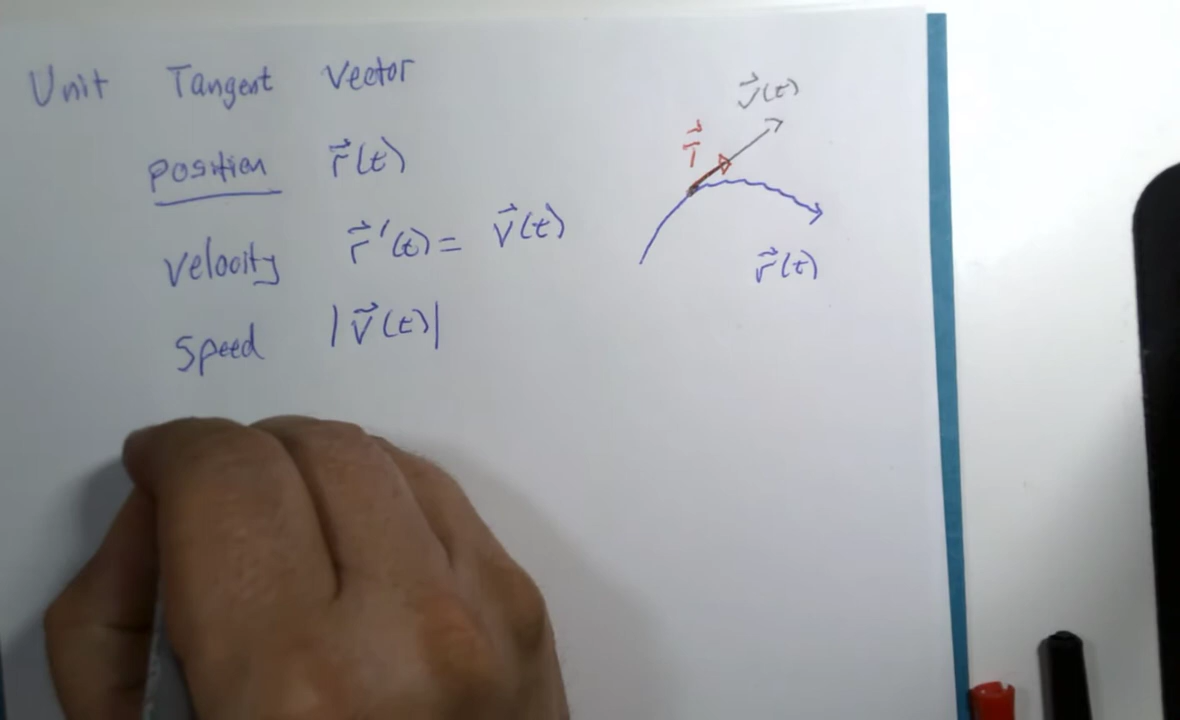 Unit Tangent Vector
position r⃗(t)
velocity r⃗'(t) = v⃗(t)
Speed |v⃗(t)|
v⃗(t)
T⃗
r⃗(t)